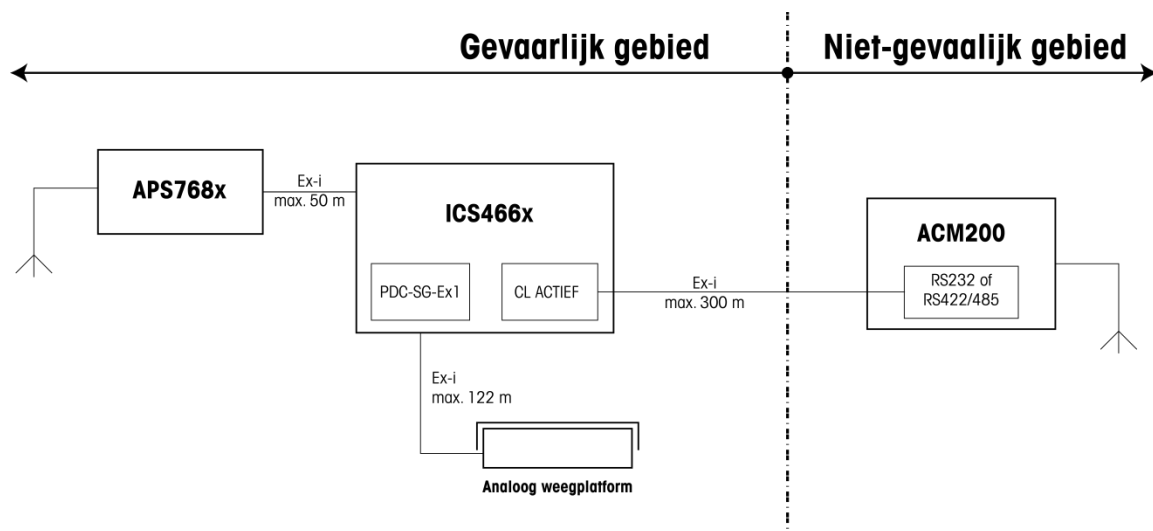 Gevaarlijk gebied
Niet-gevaalijk gebied
APS768x
Ex-i
max. 50 m
ICS466x
PDC-SG-Ex1
CL ACTIEF
Ex-i
max. 300 m
ACM200
RS232 of
RS422/485
Ex-i
max. 122 m
Analoog weegplatform